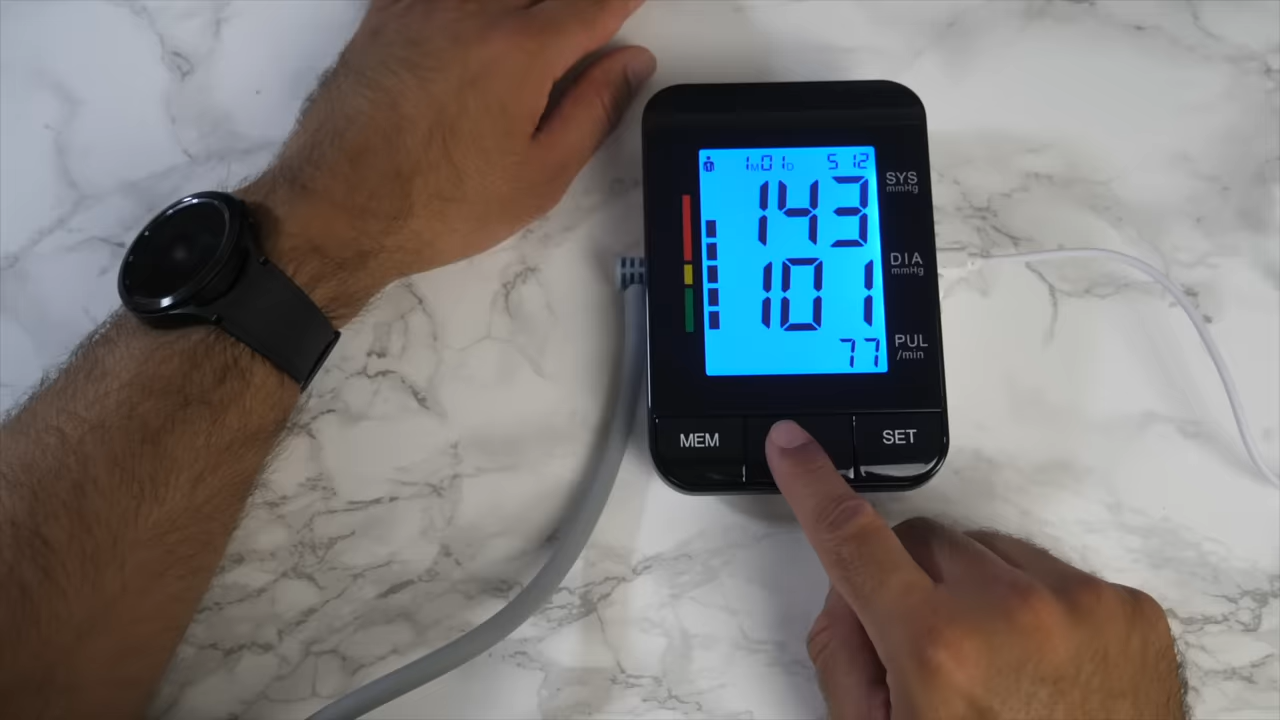 1M01D 5 12
143 SYS mmHg
101 DIA mmHg
77 PUL /min
MEM SET